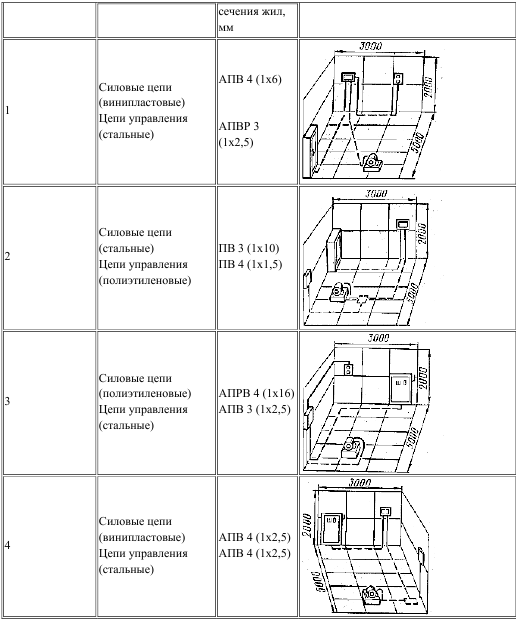 сечения жил,
мм
1
Силовые цепи
(винипластовые)
Цепи управления
(стальные)
АПВ 4 (1х6)
АПВР 3
(1х2,5)
3000
2000
3000
2
Силовые цепи
(стальные)
Цепи управления
(полиэтиленовые)
ПВ 3 (1х10)
ПВ 4 (1х1,5)
3000
2000
3000
3
Силовые цепи
(полиэтиленовые)
Цепи управления
(стальные)
АПРВ 4 (1х16)
АПВ 3 (1х2,5)
3000
2000
3000
4
Силовые цепи
(винипластовые)
Цепи управления
(стальные)
АПВ 4 (1х2,5)
АПВ 4 (1х2,5)
3000
2000
3000